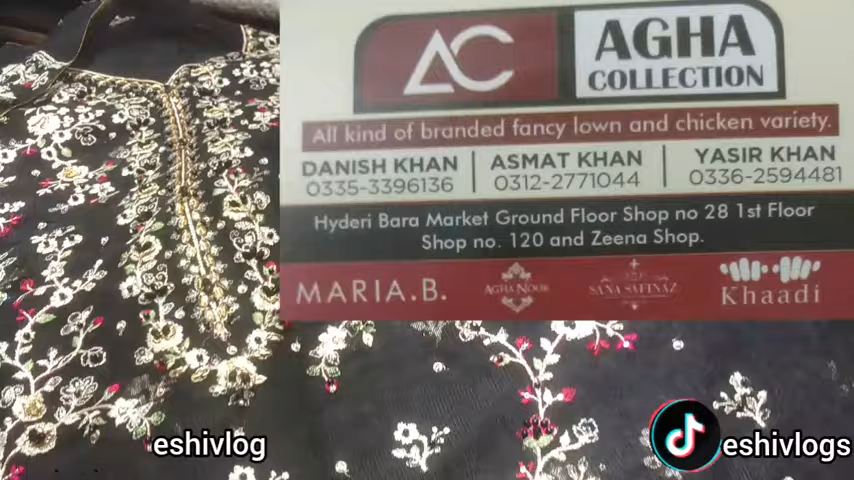 AC
AGHA
COLLECTION
All kind of branded fancy lown and chicken variety.
DANISH KHAN
0335-3396136
ASMAT KHAN
0312-2771044
YASIR KHAN
0336-2594481
Hyderi Bara Market Ground Floor Shop no 28 1st Floor
Shop no. 120 and Zeena Shop.
MARIA.B.
AGHA NOOR
SANA SAFINAZ
Khaadi
eshivlog
eshivlogs